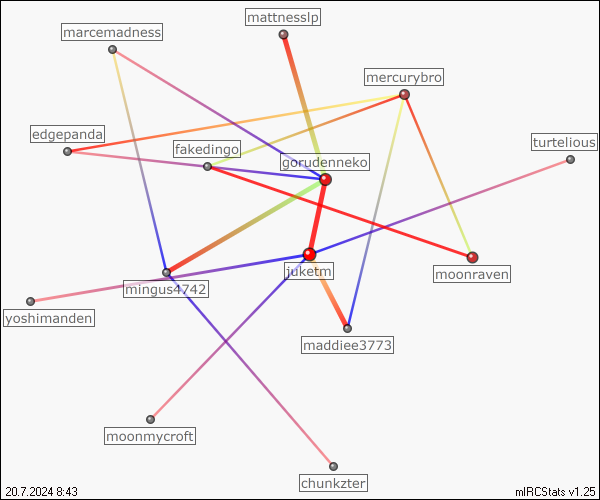 mattnesslp
marcemadness
mercurybro
edgepanda
turtelious
fakedingo
gorudenneko
juketm
moonraven
mingus4742
yoshimanden
maddiee3773
moonmycroft
chunkzter
20.7.2024 8:43
mIRCStats v1.25